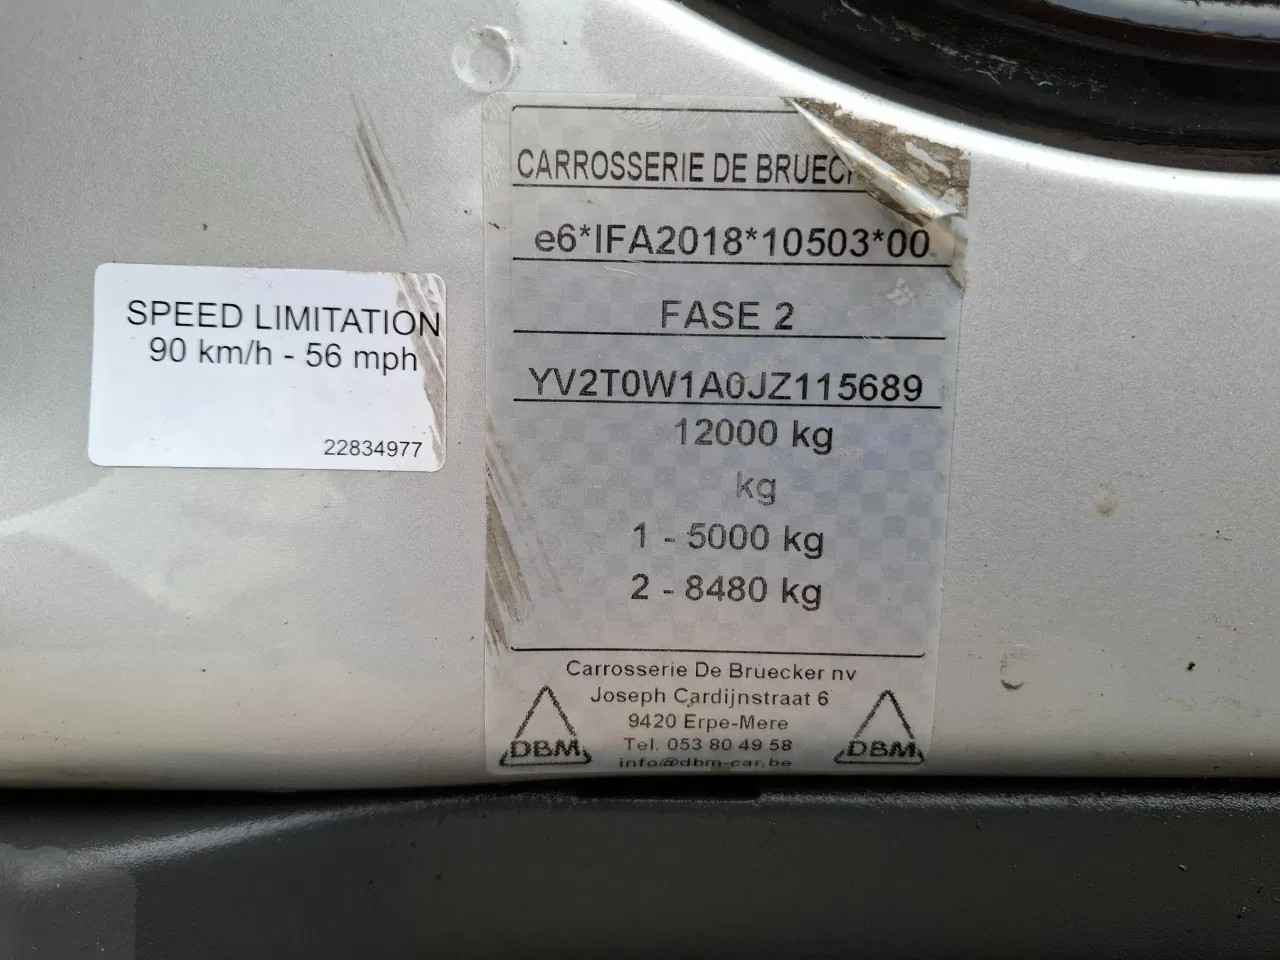 SPEED LIMITATION
90 km/h - 56 mph
22834977
CARROSSERIE DE
e6*IFA2018*10503*00
FASE 2
YV2T0W1A0JZ115689
12000 kg
kg
1 - 5000 kg
2 - 8480 kg
Carrosserie De Bruecker nv
Joseph Cardijnstraat 6
9420 Erpe-Mere
Tel. 053 80 49 58
info@dbm-car.be
DBM
DBM